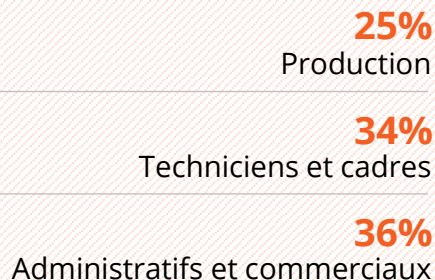 25%
Production
34%
Techniciens et cadres
36%
Administratifs et commerciaux